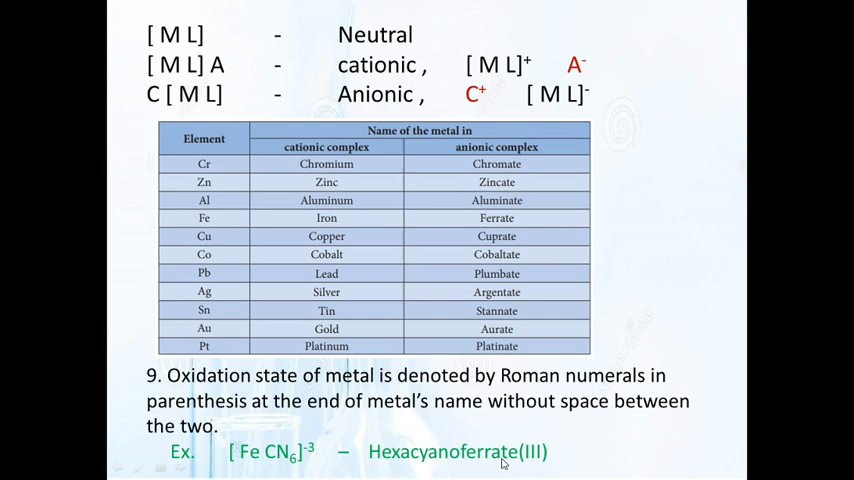 [ M L] - Neutral
[ M L] A - cationic , [ M L]⁺ A⁻
C [ M L] - Anionic , C⁺ [ M L]⁻
Element Name of the metal in
cationic complex anionic complex
Cr Chromium Chromate
Zn Zinc Zincate
Al Aluminum Aluminate
Fe Iron Ferrate
Cu Copper Cuprate
Co Cobalt Cobaltate
Pb Lead Plumbate
Ag Silver Argentate
Sn Tin Stannate
Au Gold Aurate
Pt Platinum Platinate
9. Oxidation state of metal is denoted by Roman numerals in
parenthesis at the end of metal's name without space between
the two.
Ex. [ Fe CN₆]⁻³ – Hexacyanoferrate(III)